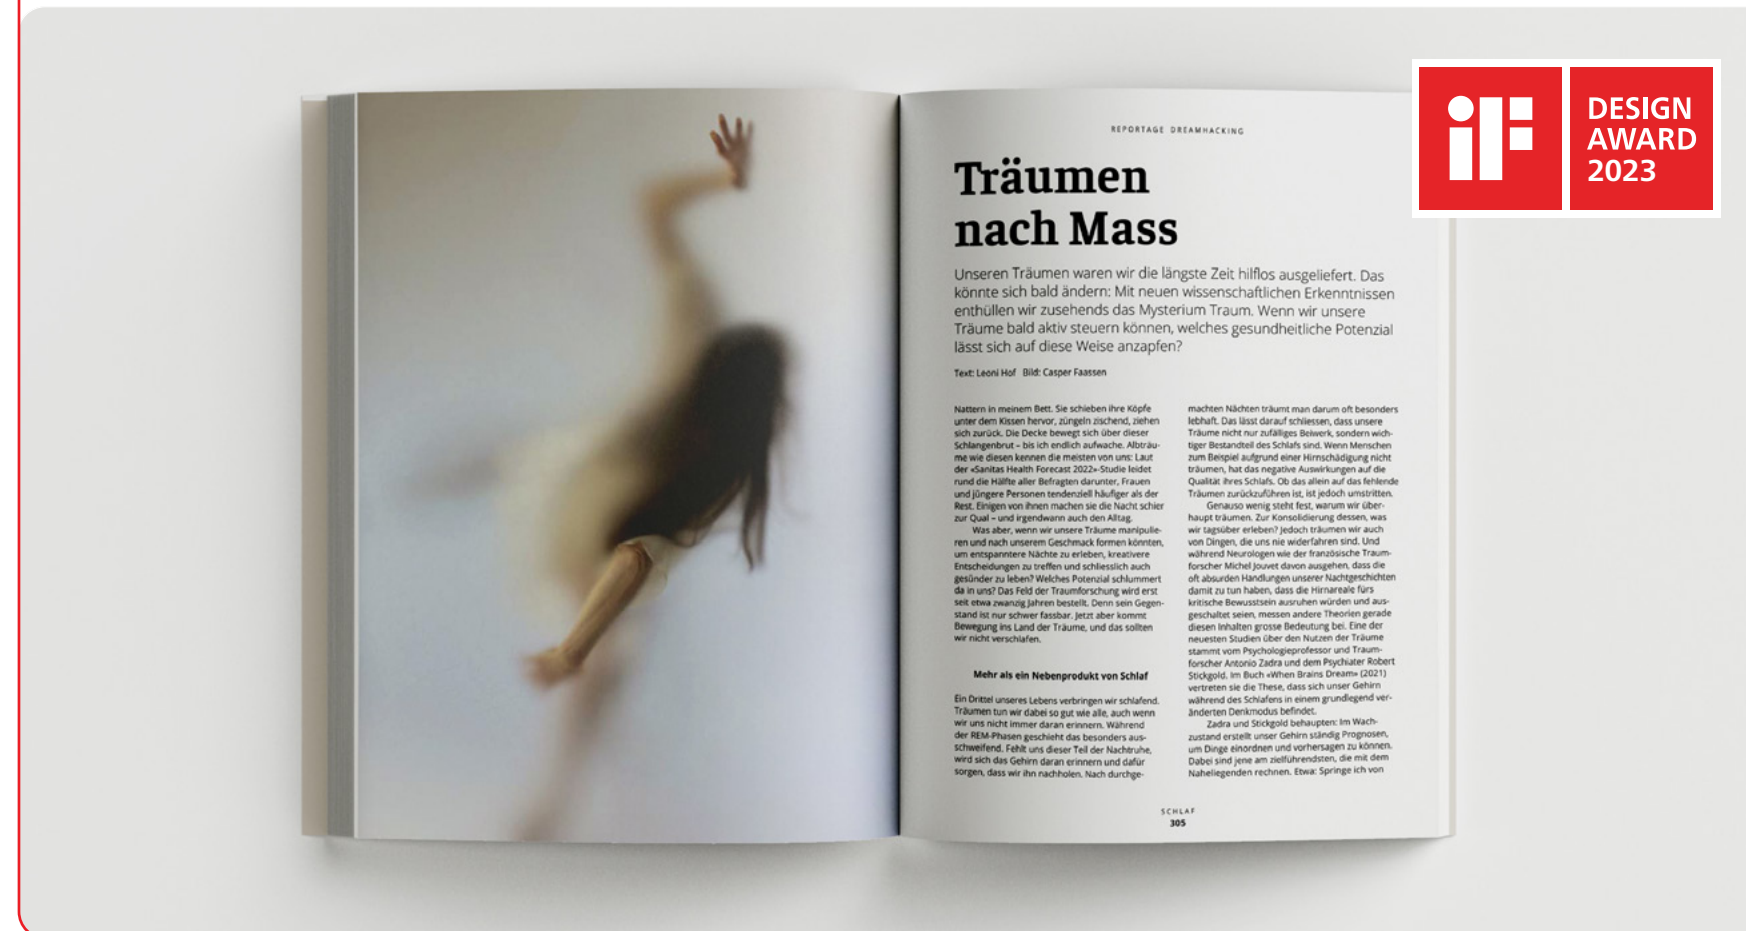 REPORTAGE DREAMHACKING
Träumen
nach Mass
Unseren Träumen waren wir die längste Zeit hilflos ausgeliefert. Das
könnte sich bald ändern: Mit neuen wissenschaftlichen Erkenntnissen
enthüllen wir zusehends das Mysterium Traum. Wenn wir unsere
Träume bald aktiv steuern können, welches gesundheitliche Potenzial
lässt sich auf diese Weise anzapfen?
Text: Leoni Hof Bild: Casper Faassen
Nattern in meinem Bett. Sie schieben ihre Köpfe
unter dem Kissen hervor, züngeln zischend, ziehen
sich zurück. Die Decke bewegt sich über dieser
Schlangenbrut – bis ich endlich aufwache. Albträu-
me wie diesen kennen die meisten von uns: Laut
der «Sanitas Health Forecast 2022»-Studie leidet
rund die Hälfte aller Befragten darunter, Frauen
und jüngere Personen tendenziell häufiger als der
Rest. Einigen von ihnen machen sie die Nacht schier
zur Qual – und irgendwann auch den Alltag.
Was aber, wenn wir unsere Träume manipulie-
ren und nach unserem Geschmack formen könnten,
um entspanntere Nächte zu erleben, kreativere
Entscheidungen zu treffen und schliesslich auch
gesünder zu leben? Welches Potenzial schlummert
da in uns? Das Feld der Traumforschung wird erst
seit etwa zwanzig Jahren bestellt. Denn sein Gegen-
stand ist nur schwer fassbar. Jetzt aber kommt
Bewegung ins Land der Träume, und das sollten
wir nicht verschlafen.
Mehr als ein Nebenprodukt von Schlaf
Ein Drittel unseres Lebens verbringen wir schlafend.
Träumen tun wir dabei so gut wie alle, auch wenn
wir uns nicht immer daran erinnern. Während
der REM-Phasen geschieht das besonders aus-
schweifend. Fehlt uns dieser Teil der Nachtruhe,
wird sich das Gehirn daran erinnern und dafür
sorgen, dass wir ihn nachholen. Nach durchge-
machten Nächten träumt man darum oft besonders
lebhaft. Das lässt darauf schliessen, dass unsere
Träume nicht nur zufälliges Beiwerk, sondern wich-
tiger Bestandteil des Schlafs sind. Wenn Menschen
zum Beispiel aufgrund einer Hirnschädigung nicht
träumen, hat das negative Auswirkungen auf die
Qualität ihres Schlafs. Ob das allein auf das fehlende
Träumen zurückzuführen ist, ist jedoch umstritten.
Genauso wenig steht fest, warum wir über-
haupt träumen. Zur Konsolidierung dessen, was
wir tagsüber erleben? Jedoch träumen wir auch
von Dingen, die uns nie widerfahren sind. Und
während Neurologen wie der französische Traum-
forscher Michel Jouvet davon ausgehen, dass die
oft absurden Handlungen unserer Nachtgeschichten
damit zu tun haben, dass die Hirnareale fürs
kritische Bewusstsein ausruhen würden und aus-
geschaltet seien, messen andere Theorien gerade
diesen Inhalten grosse Bedeutung bei. Eine der
neuesten Studien über den Nutzen der Träume
stammt vom Psychologieprofessor und Traum-
forscher Antonio Zadra und dem Psychiater Robert
Stickgold. Im Buch «When Brains Dream» (2021)
vertreten sie die These, dass sich unser Gehirn
während des Schlafens in einem grundlegend ver-
änderten Denkmodus befindet.
Zadra und Stickgold behaupten: Im Wach-
zustand erstellt unser Gehirn ständig Prognosen,
um Dinge einordnen und vorhersagen zu können.
Dabei sind jene am zielführendsten, die mit dem
Naheliegenden rechnen. Etwa: Springe ich von
SCHLAF
305
iF
DESIGN
AWARD
2023